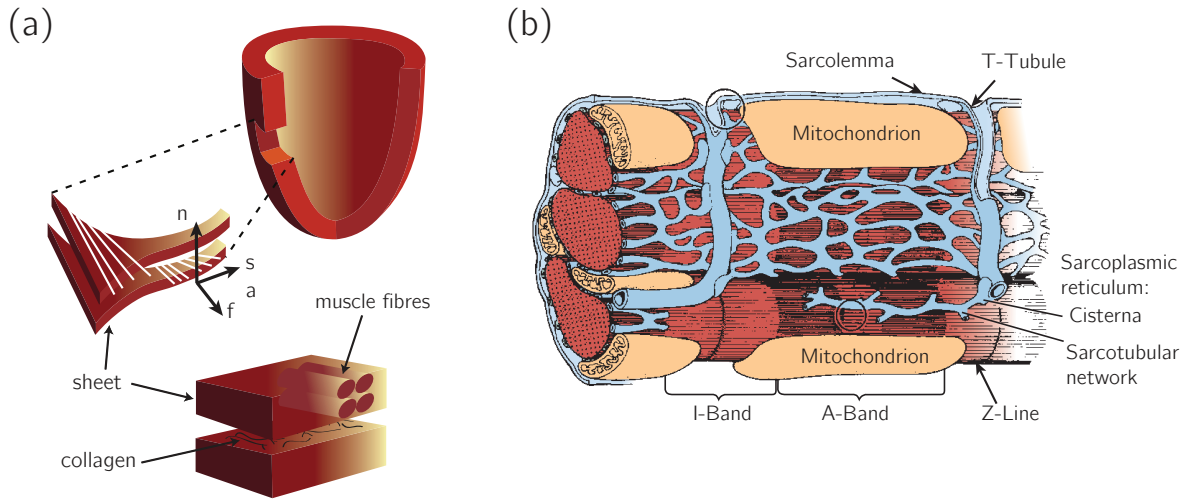 (a)
n
s
a
f
muscle fibres
sheet
collagen
(b)
Sarcolemma
T-Tubule
Mitochondrion
Sarcoplasmic
reticulum:
Cisterna
Mitochondrion
Sarcotubular
network
I-Band
A-Band
Z-Line